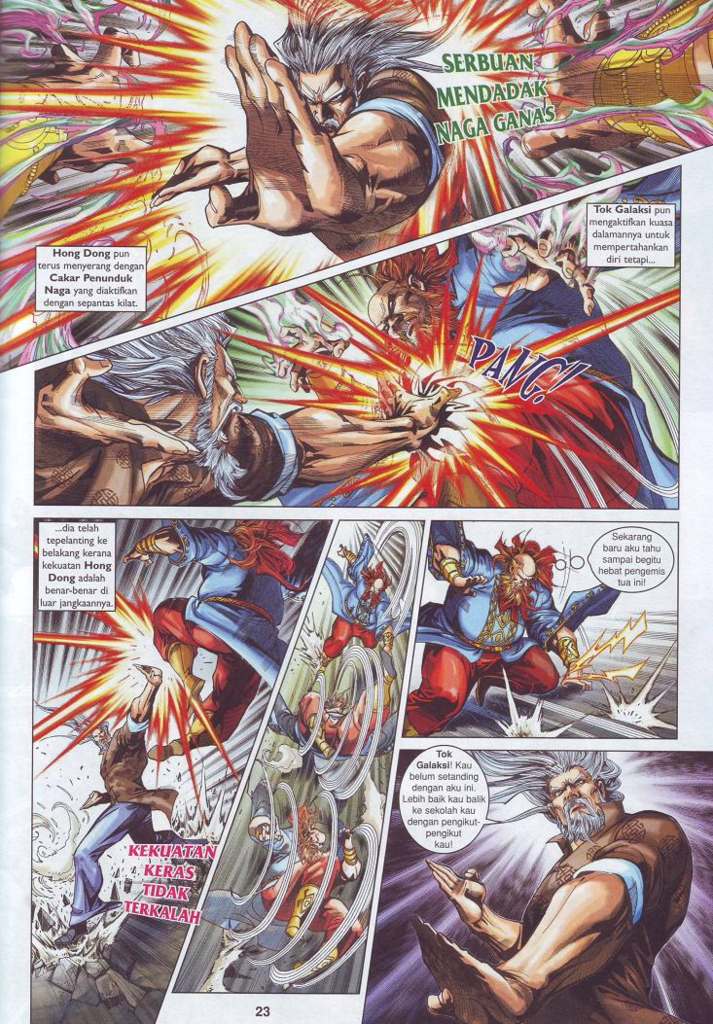 SERBUAN
MENDADAK
NAGA GANAS
Hong Dong pun
terus menyerang dengan
Cakar Penunduk
Naga yang diaktifkan
dengan sepantas kilat.
Tok Galaksi pun
mengaktifkan kuasa
dalamannya untuk
mempertahankan
diri tetapi...
PANG!
...dia telah
tepelanting ke
belakang kerana
kekuatan Hong
Dong adalah
benar-benar di
luar jangkaannya.
KEKUATAN
KERAS
TIDAK
TERKALAH
Sekarang
baru aku tahu
sampai begitu
hebat pengemis
tua ini!
Tok
Galaksi! Kau
belum setanding
dengan aku ini.
Lebih baik kau balik
ke sekolah kau
dengan pengikut-
pengikut
kau!
23